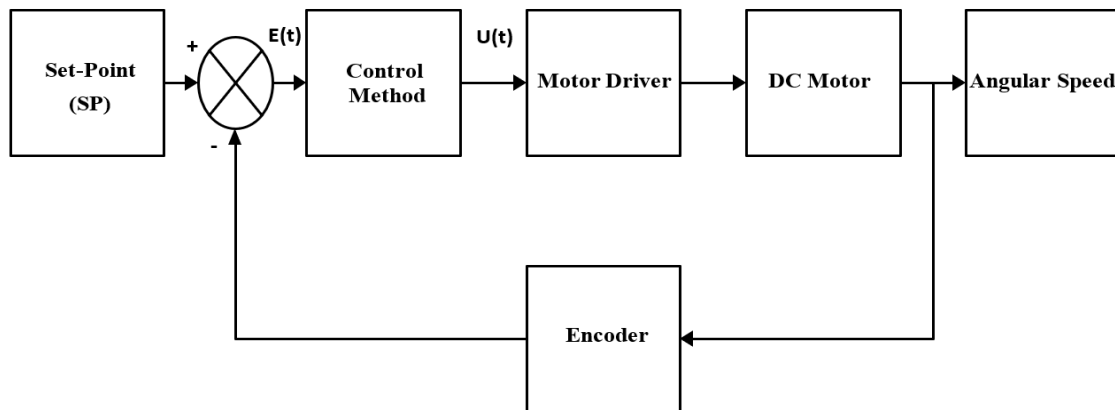 Set-Point
(SP)
+
-
E(t)
Control
Method
U(t)
Motor Driver
DC Motor
Angular Speed
Encoder